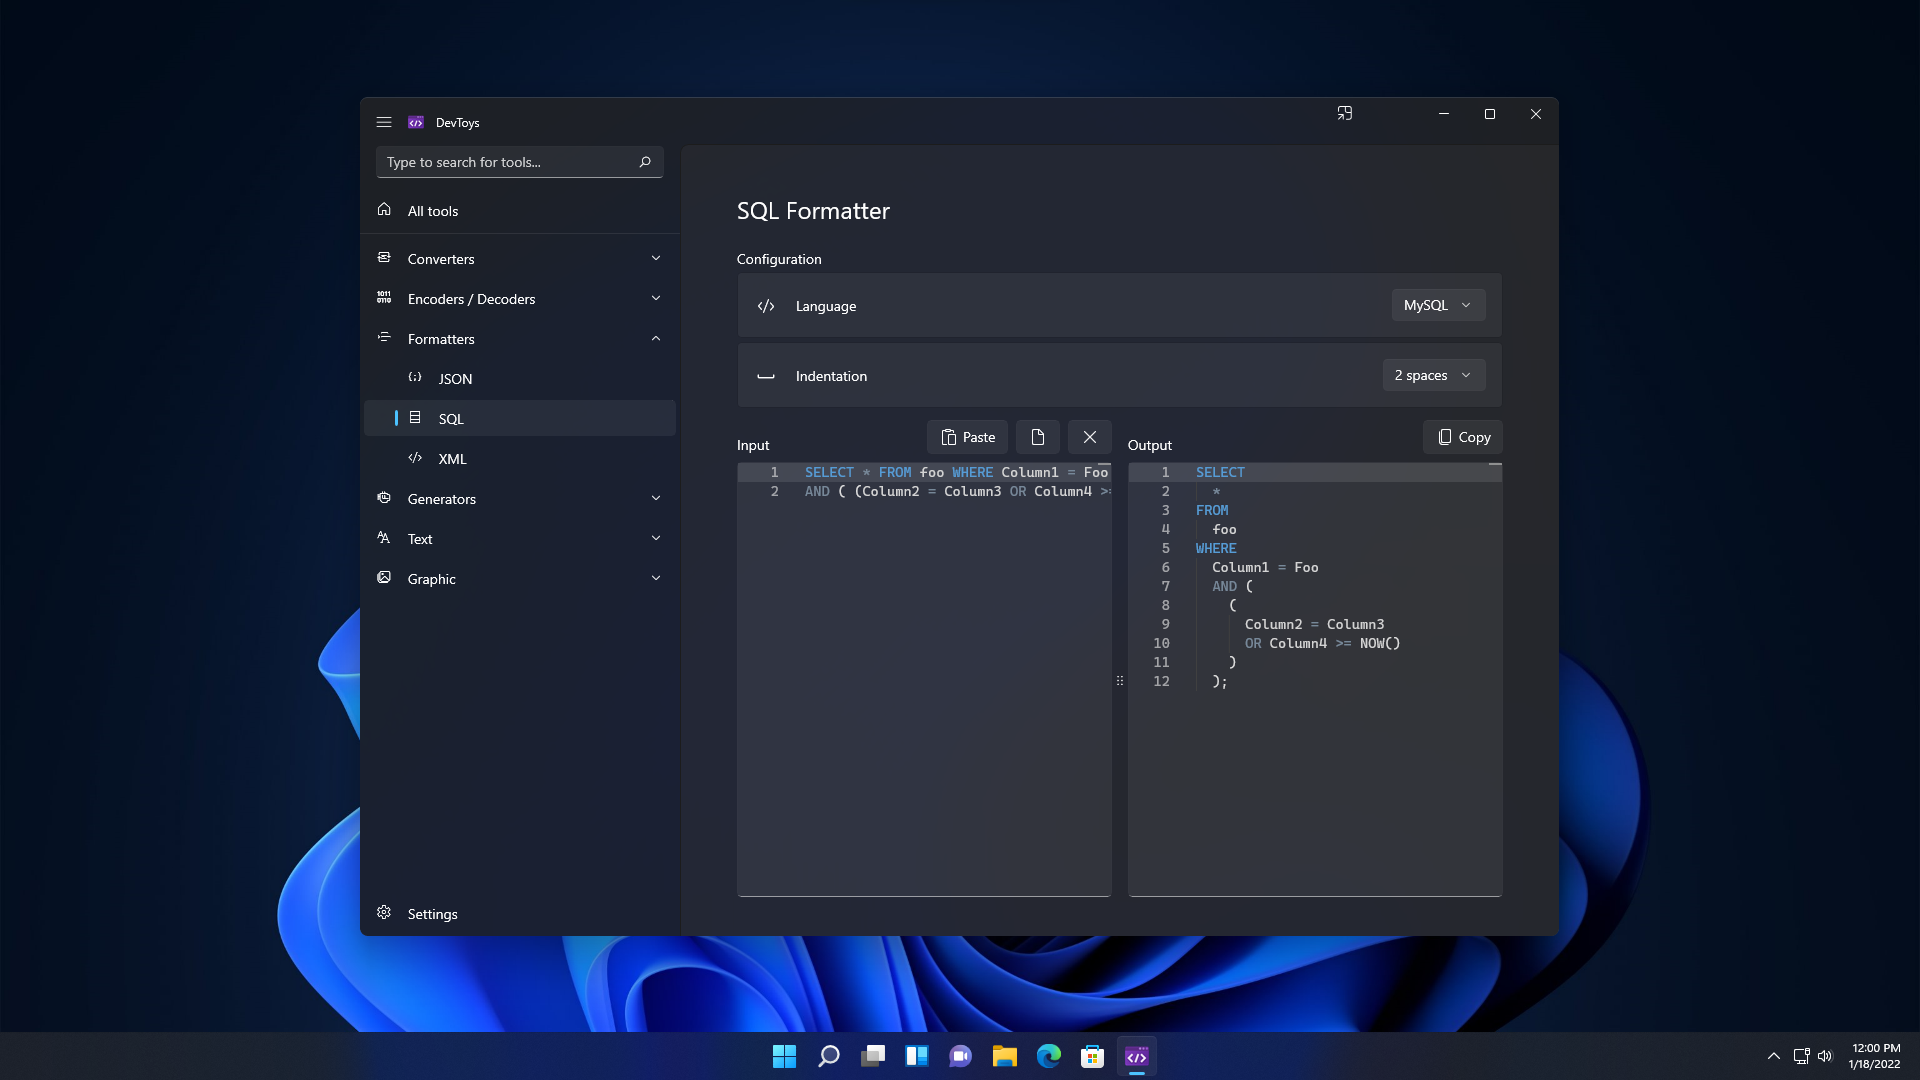 DevToys
Type to search for tools...
All tools
Converters
Encoders / Decoders
Formatters
JSON
SQL
XML
Generators
Text
Graphic
Settings
SQL Formatter
Configuration
Language
MySQL
Indentation
2 spaces
Input
Paste
1 SELECT * FROM foo WHERE Column1 = Foo
2 AND ( (Column2 = Column3 OR Column4 >=
Output
Copy
1 SELECT
2 *
3 FROM
4 foo
5 WHERE
6 Column1 = Foo
7 AND (
8 (
9 Column2 = Column3
10 OR Column4 >= NOW()
11 )
12 );
12:00 PM
1/18/2022